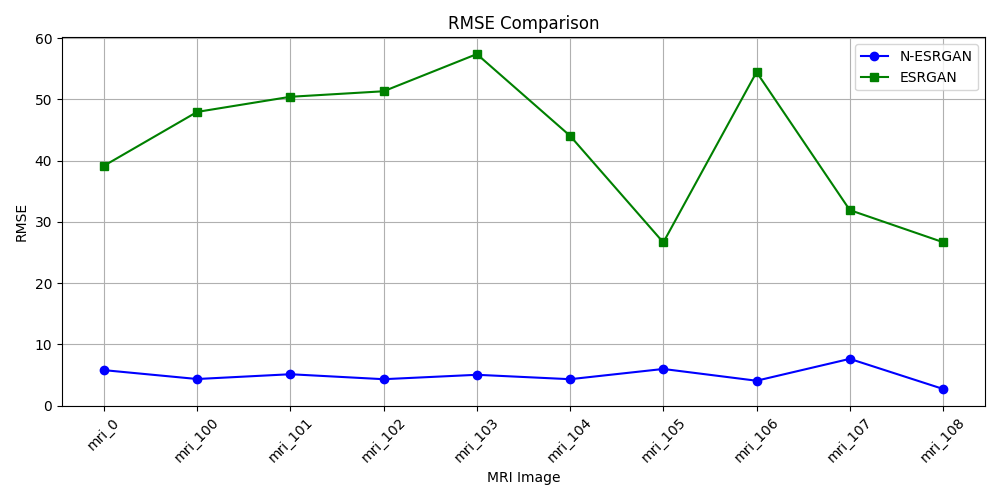 RMSE Comparison
N-ESRGAN
ESRGAN
60
50
40
30
20
10
0
RMSE
mri_0
mri_100
mri_101
mri_102
mri_103
mri_104
mri_105
mri_106
mri_107
mri_108
MRI Image